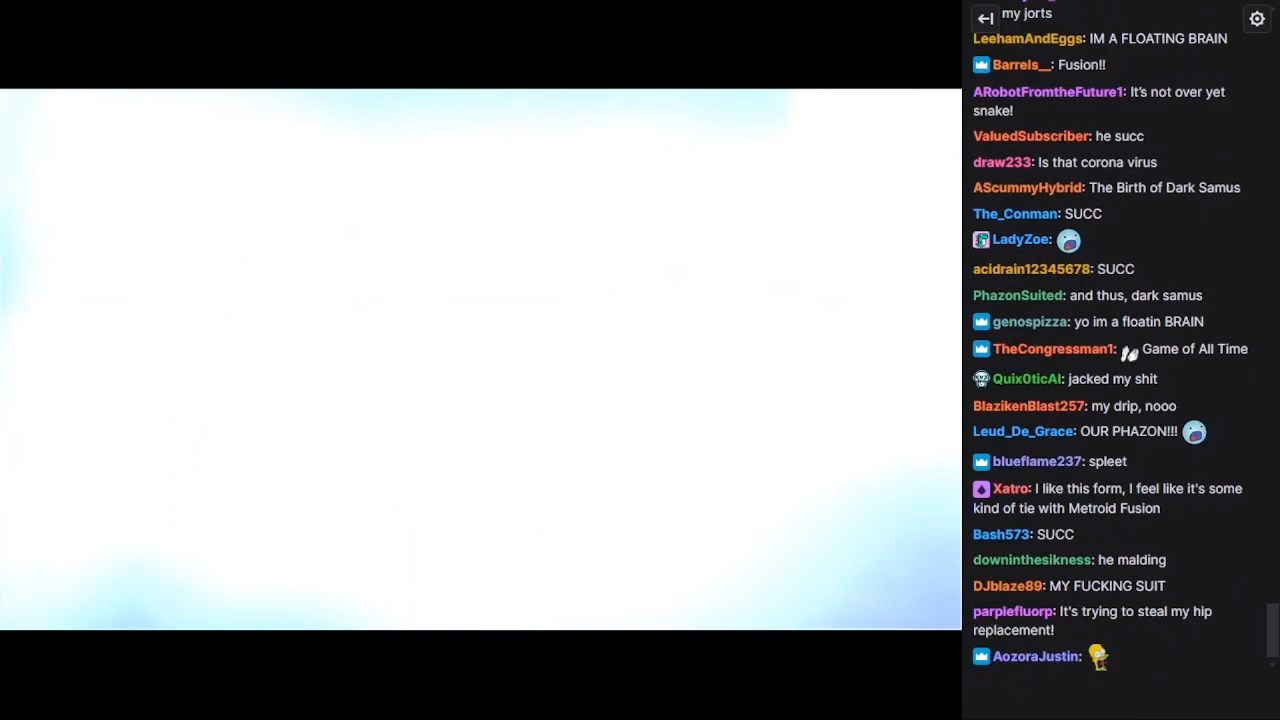 my jorts
LeehamAndEggs: IM A FLOATING BRAIN
Barrels__: Fusion!!
ARobotFromtheFuture1: It's not over yet
snake!
ValuedSubscriber: he succ
draw233: Is that corona virus
AScummyHybrid: The Birth of Dark Samus
The_Conman: SUCC
LadyZoe:
acidrain12345678: SUCC
PhazonSuited: and thus, dark samus
genospizza: yo im a floatin BRAIN
TheCongressman1: Game of All Time
Quix0ticAI: jacked my shit
BlazikenBlast257: my drip, nooo
Leud_De_Grace: OUR PHAZON!!!
blueflame237: spleet
Xatro: I like this form, I feel like it's some
kind of tie with Metroid Fusion
Bash573: SUCC
downinthesikness: he malding
DJblaze89: MY FUCKING SUIT
parplefluorp: It's trying to steal my hip
replacement!
AozoraJustin: